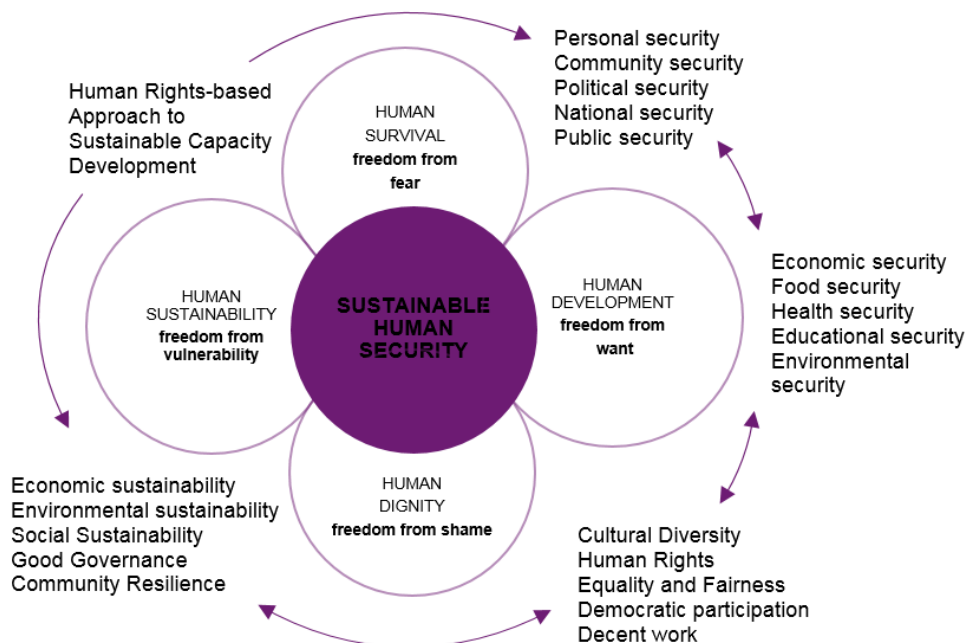 Human Rights-based
Approach to
Sustainable Capacity
Development
HUMAN
SURVIVAL
freedom from
fear
Personal security
Community security
Political security
National security
Public security
HUMAN
SUSTAINABILITY
freedom from
vulnerability
SUSTAINABLE
HUMAN
SECURITY
HUMAN
DEVELOPMENT
freedom from
want
Economic security
Food security
Health security
Educational security
Environmental
security
HUMAN
DIGNITY
freedom from shame
Economic sustainability
Environmental sustainability
Social Sustainability
Good Governance
Community Resilience
Cultural Diversity
Human Rights
Equality and Fairness
Democratic participation
Decent work